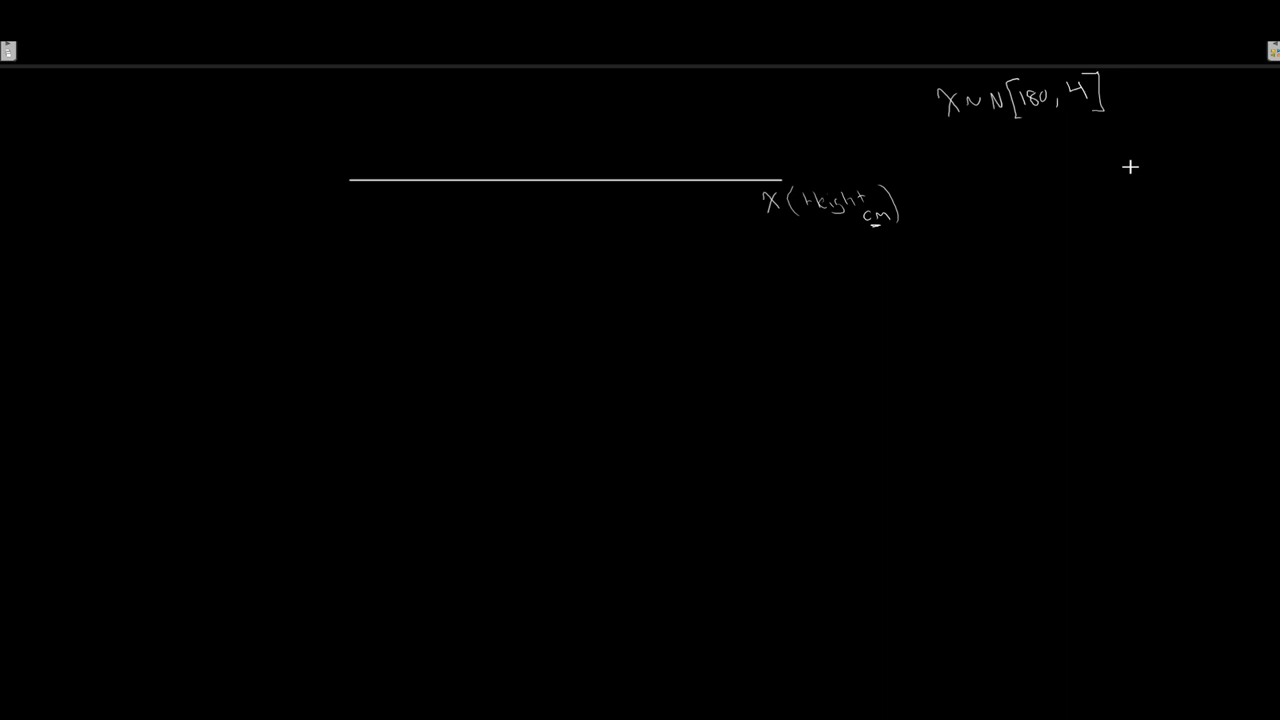 X ~ N[180, 4]
X (Height cm)